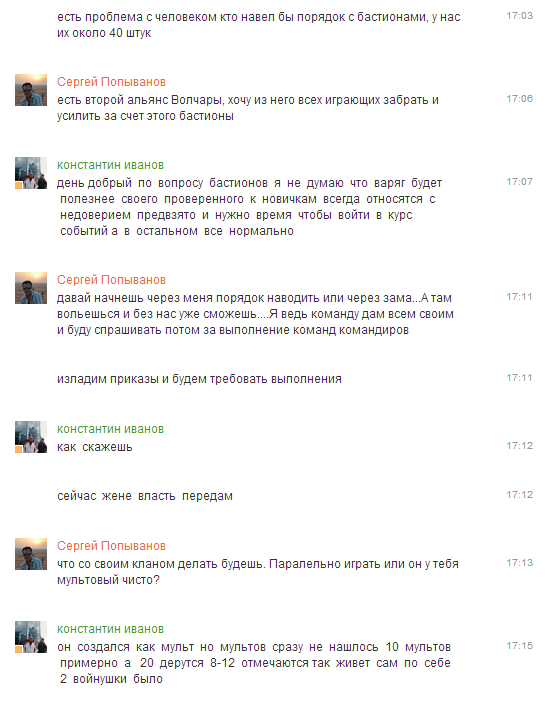 есть проблема с человеком кто навел бы порядок с бастионами, у нас 17:03
их около 40 штук
Сергей Попыванов
есть второй альянс Волчары, хочу из него всех играющих забрать и 17:06
усилить за счет этого бастионы
константин иванов
день добрый по вопросу бастионов я не думаю что варяг будет 17:07
полезнее своего проверенного к новичкам всегда относятся с
недоверием предвзято и нужно время чтобы войти в курс
событий а в остальном все нормально
Сергей Попыванов
давай начнешь через меня порядок наводить или через зама...А там 17:11
вольешься и без нас уже сможешь....Я ведь команду дам всем своим
и буду спрашивать потом за выполнение команд командиров
изладим приказы и будем требовать выполнения 17:11
константин иванов
как скажешь 17:12
сейчас жене власть передам 17:12
Сергей Попыванов
что со своим кланом делать будешь. Паралельно играть или он у тебя 17:13
мультовый чисто?
константин иванов
он создался как мульт но мультов сразу не нашлось 10 мультов 17:15
примерно а 20 дерутся 8-12 отмечаются так живет сам по себе
2 войнушки было